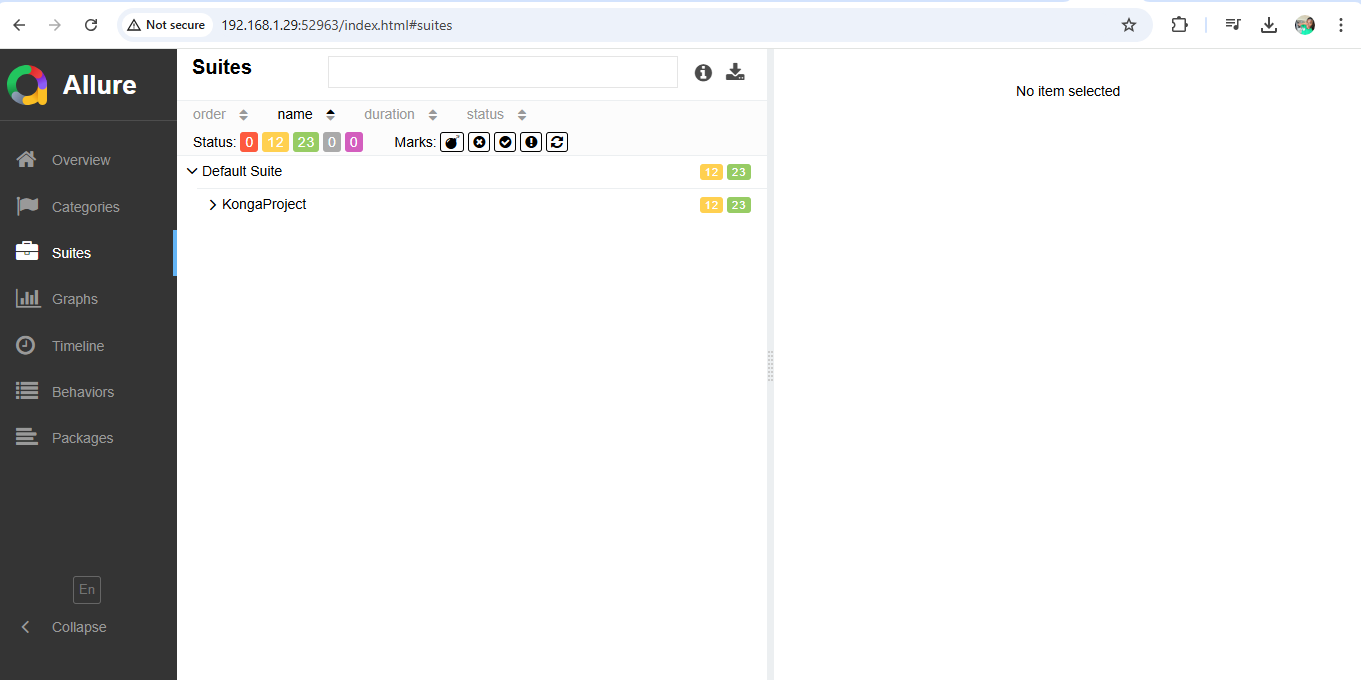 Not secure 192.168.1.29:52963/index.html#suites
Allure
Overview
Categories
Suites
Graphs
Timeline
Behaviors
Packages
En
Collapse
Suites
order name duration status
Status: 0 12 23 0 0 Marks:
Default Suite 12 23
KongaProject 12 23
No item selected